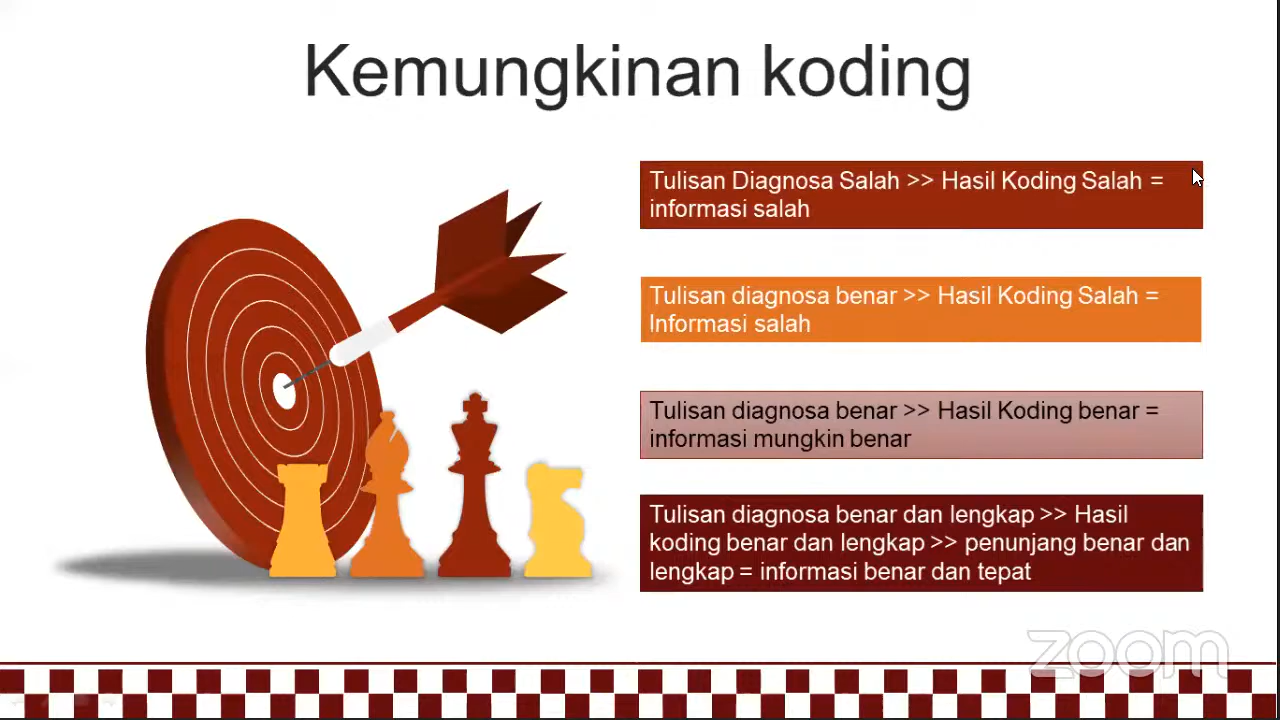 Kemungkinan koding
Tulisan Diagnosa Salah >> Hasil Koding Salah =
informasi salah
Tulisan diagnosa benar >> Hasil Koding Salah =
Informasi salah
Tulisan diagnosa benar >> Hasil Koding benar =
informasi mungkin benar
Tulisan diagnosa benar dan lengkap >> Hasil
koding benar dan lengkap >> penunjang benar dan
lengkap = informasi benar dan tepat
zoom